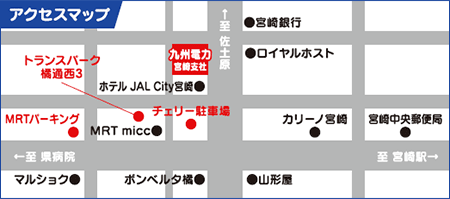 アクセスマップ
↑至 佐土原
宮崎銀行
トランスパーク
橘通西3
九州電力
宮崎支社
ロイヤルホスト
ホテル JAL City宮崎
MRTパーキング
MRT micc
チェリー駐車場
カリーノ宮崎
宮崎中央郵便局
←至 県病院
至 宮崎駅→
マルショク
ボンベルタ橘
山形屋